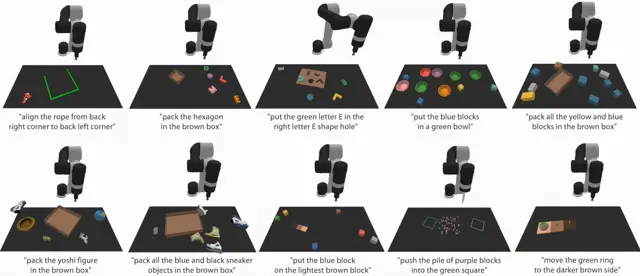 "align the rope from back
right corner to back left corner"
"pack the hexagon
in the brown box"
"put the green letter E in the
right letter E shape hole"
"put the blue blocks
in a green bowl"
"pack all the yellow and blue
blocks in the brown box"
"pack the yoshi figure
in the brown box"
"pack all the blue and black sneaker
objects in the brown box"
"put the blue block
on the lightest brown block"
"push the pile of purple blocks
into the green square"
"move the green ring
to the darker brown side"